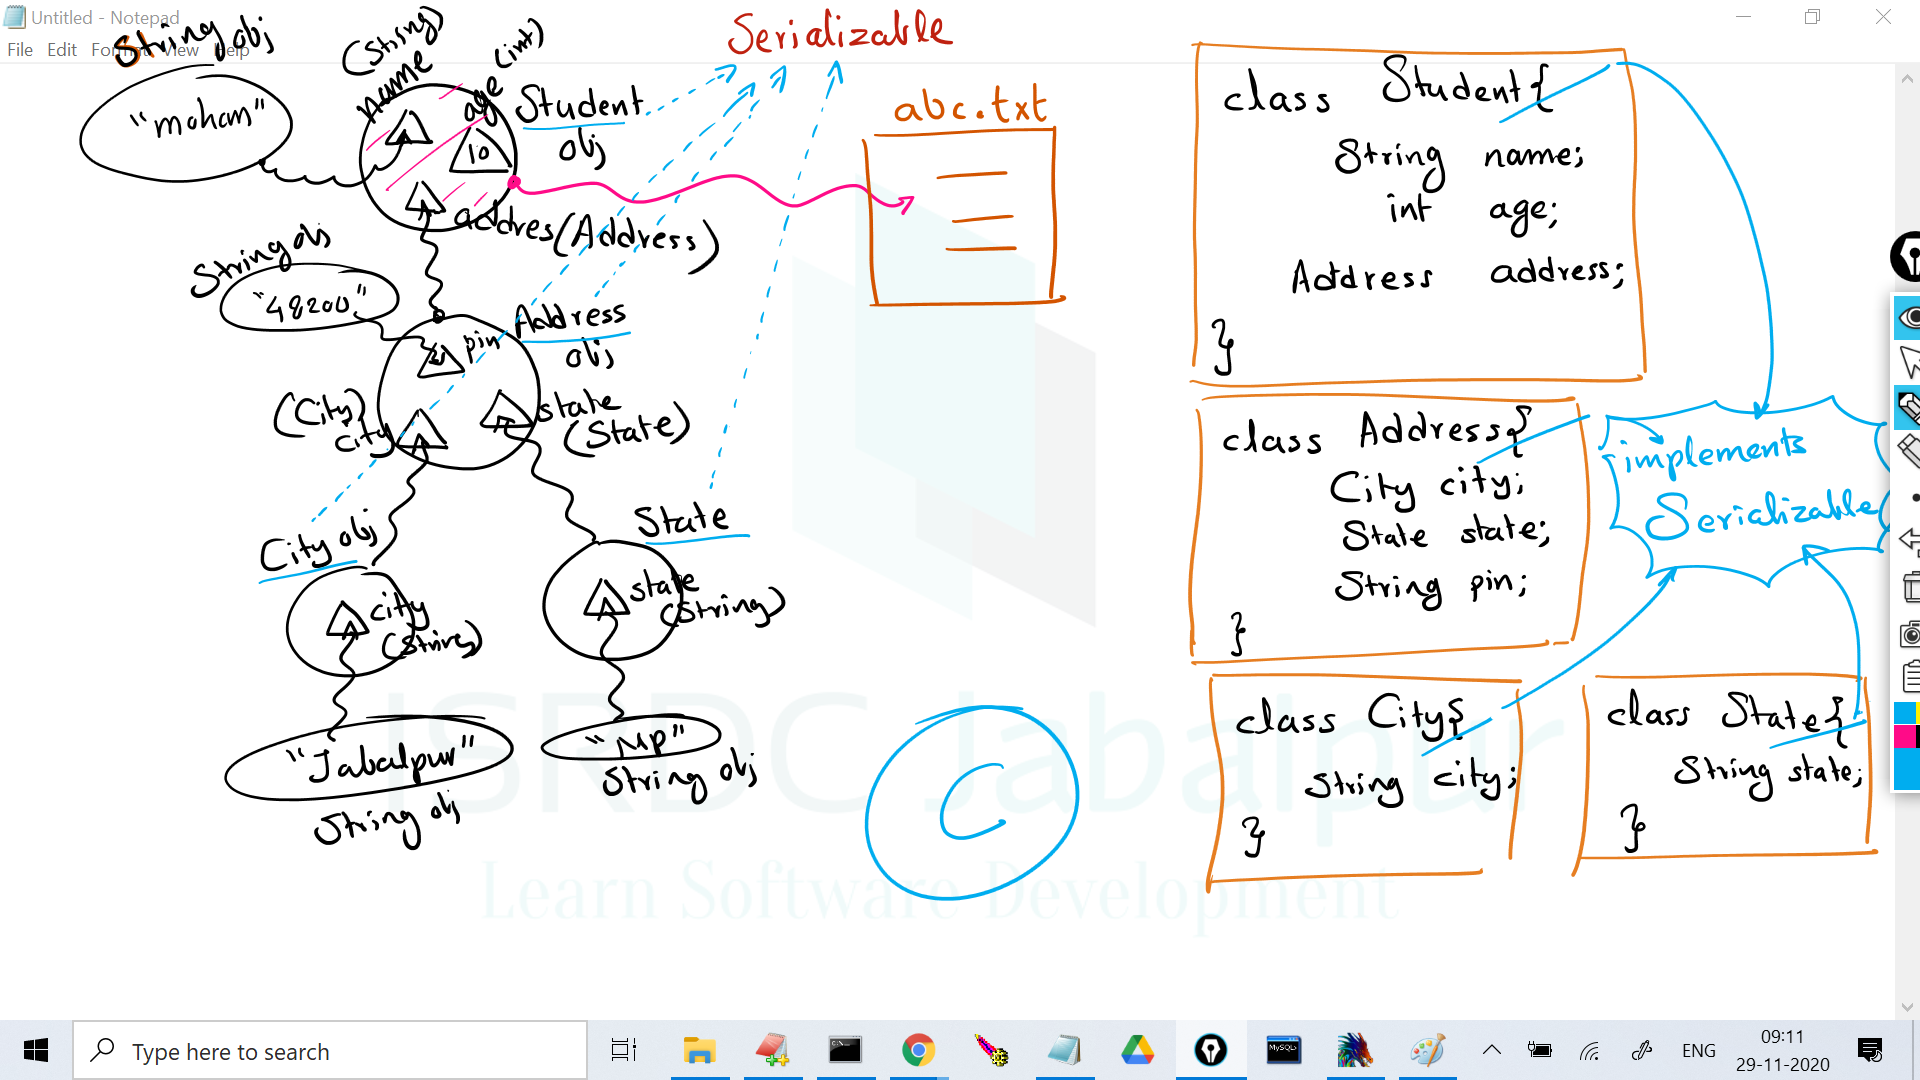 Untitled - Notepad
File Edit Format View Help
String obj
"moham"
(String)
name
age (int)
10
Student
obj
addres (Address)
Serializable
abc.txt
String obj
"48200"
pin
Address
obj
(City)
city
state
(State)
City obj
city
(String)
State
state
(String)
"Jabalpur"
String obj
"MP"
String obj
C
class Student{
String name;
int age;
Address address;
}
class Address{
City city;
State state;
String pin;
}
implements
Serializable
class City{
String city;
}
class State{
String state;
}
ISRDC Jabalpur
Learn Software Development
Type here to search
MySQL
ENG
09:11
29-11-2020